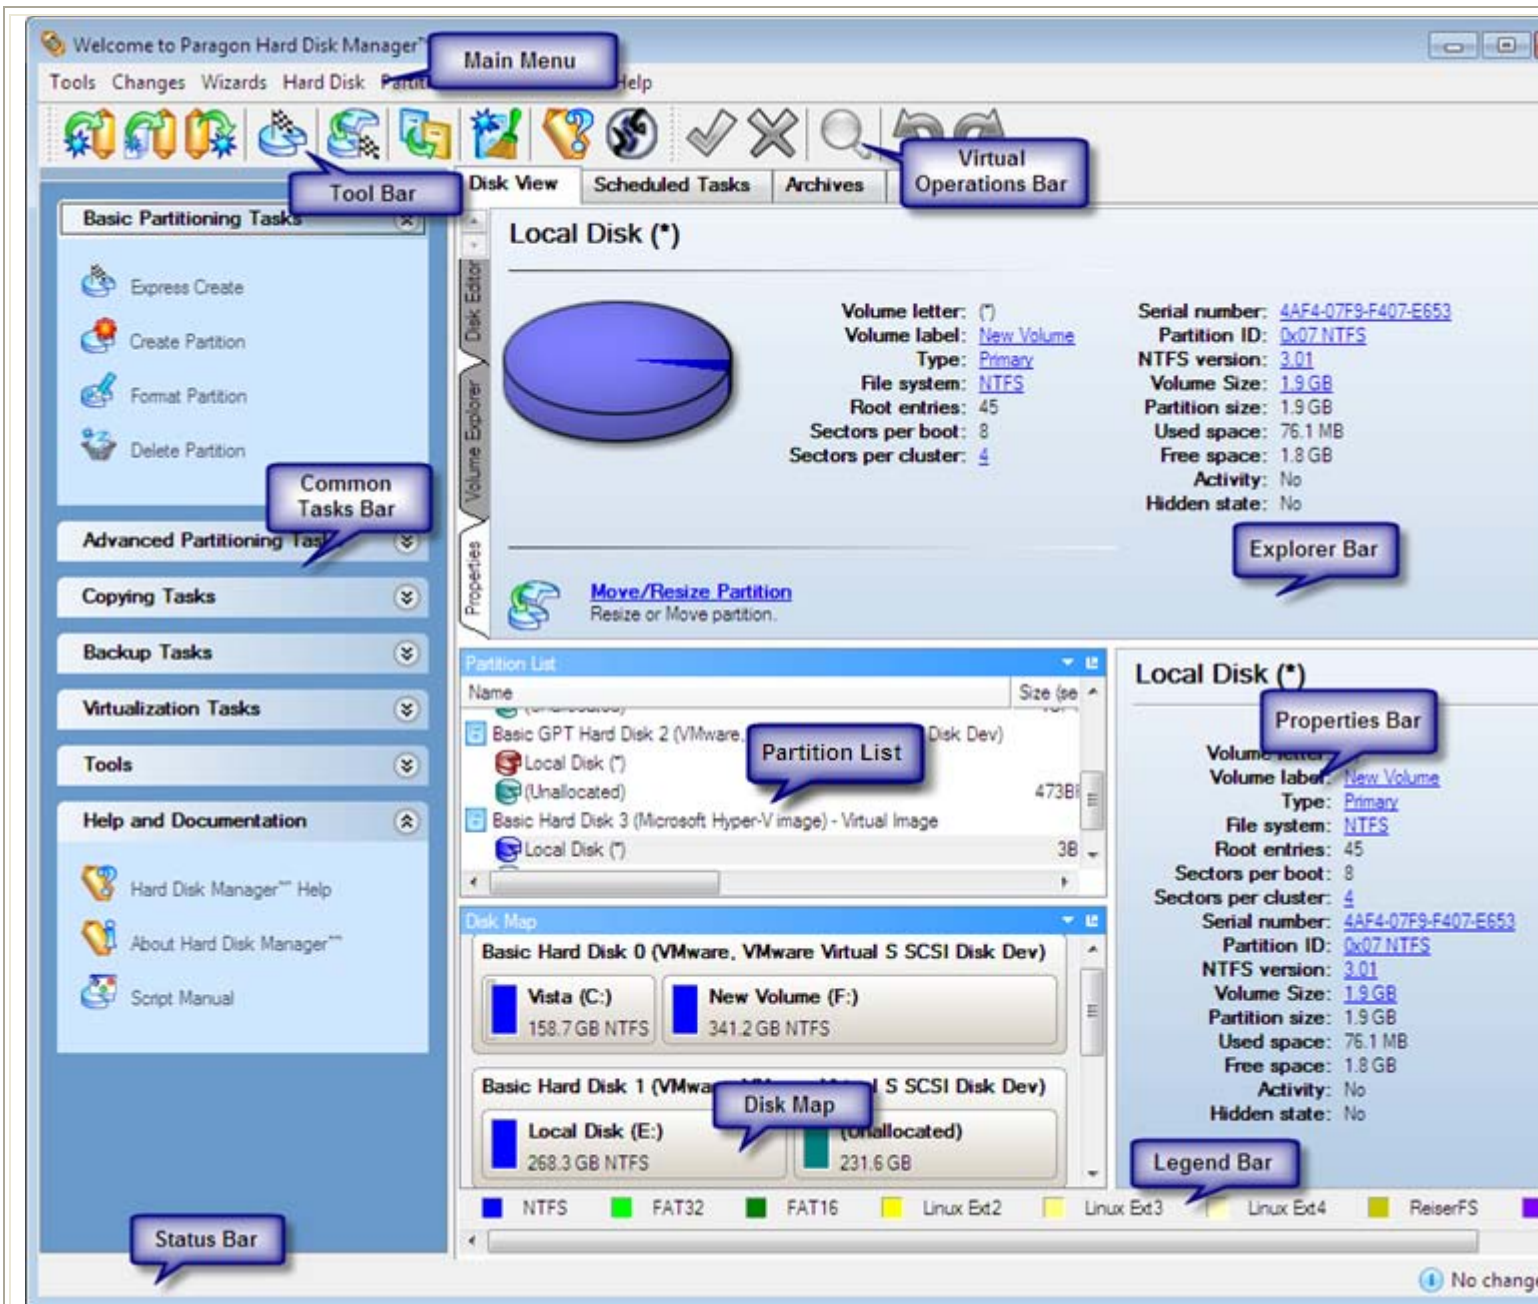 Welcome to Paragon Hard Disk Manager™
Main Menu
Tools Changes Wizards Hard Disk
Help
Tool Bar
Virtual
Operations Bar
Disk View Scheduled Tasks Archives
Basic Partitioning Tasks
Express Create
Create Partition
Format Partition
Delete Partition
Common
Tasks Bar
Advanced Partitioning
Copying Tasks
Backup Tasks
Virtualization Tasks
Tools
Help and Documentation
Hard Disk Manager™ Help
About Hard Disk Manager™
Script Manual
Status Bar
Disk Editor
Volume Explorer
Properties
Local Disk (*)
Volume letter: (*)
Volume label: New Volume
Type: Primary
File system: NTFS
Root entries: 45
Sectors per boot: 8
Sectors per cluster: 4
Serial number: 4AF4-07F9-F407-E653
Partition ID: 0x07 NTFS
NTFS version: 3.01
Volume Size: 1.9 GB
Partition size: 1.9 GB
Used space: 76.1 MB
Free space: 1.8 GB
Activity: No
Hidden state: No
Explorer Bar
Move/Resize Partition
Resize or Move partition.
Partition List
Name Size (se
(Unallocated)
Basic GPT Hard Disk 2 (VMware, Disk Dev)
Partition List
Local Disk (*)
(Unallocated) 473B
Basic Hard Disk 3 (Microsoft Hyper-V image) - Virtual Image
Local Disk (*) 3B
Disk Map
Basic Hard Disk 0 (VMware, VMware Virtual S SCSI Disk Dev)
Vista (C:)
158.7 GB NTFS
New Volume (F:)
341.2 GB NTFS
Basic Hard Disk 1 S SCSI Disk Dev)
Disk Map
Local Disk (E:)
268.3 GB NTFS
(Unallocated)
231.6 GB
Local Disk (*)
Properties Bar
Volume letter:
Volume label: New Volume
Type: Primary
File system: NTFS
Root entries: 45
Sectors per boot: 8
Sectors per cluster: 4
Serial number: 4AF4-07F9-F407-E653
Partition ID: 0x07 NTFS
NTFS version: 3.01
Volume Size: 1.9 GB
Partition size: 1.9 GB
Used space: 76.1 MB
Free space: 1.8 GB
Activity: No
Hidden state: No
Legend Bar
NTFS FAT32 FAT16 Linux Ext2 Linux Ext3 Linux Ext4 ReiserFS
No change